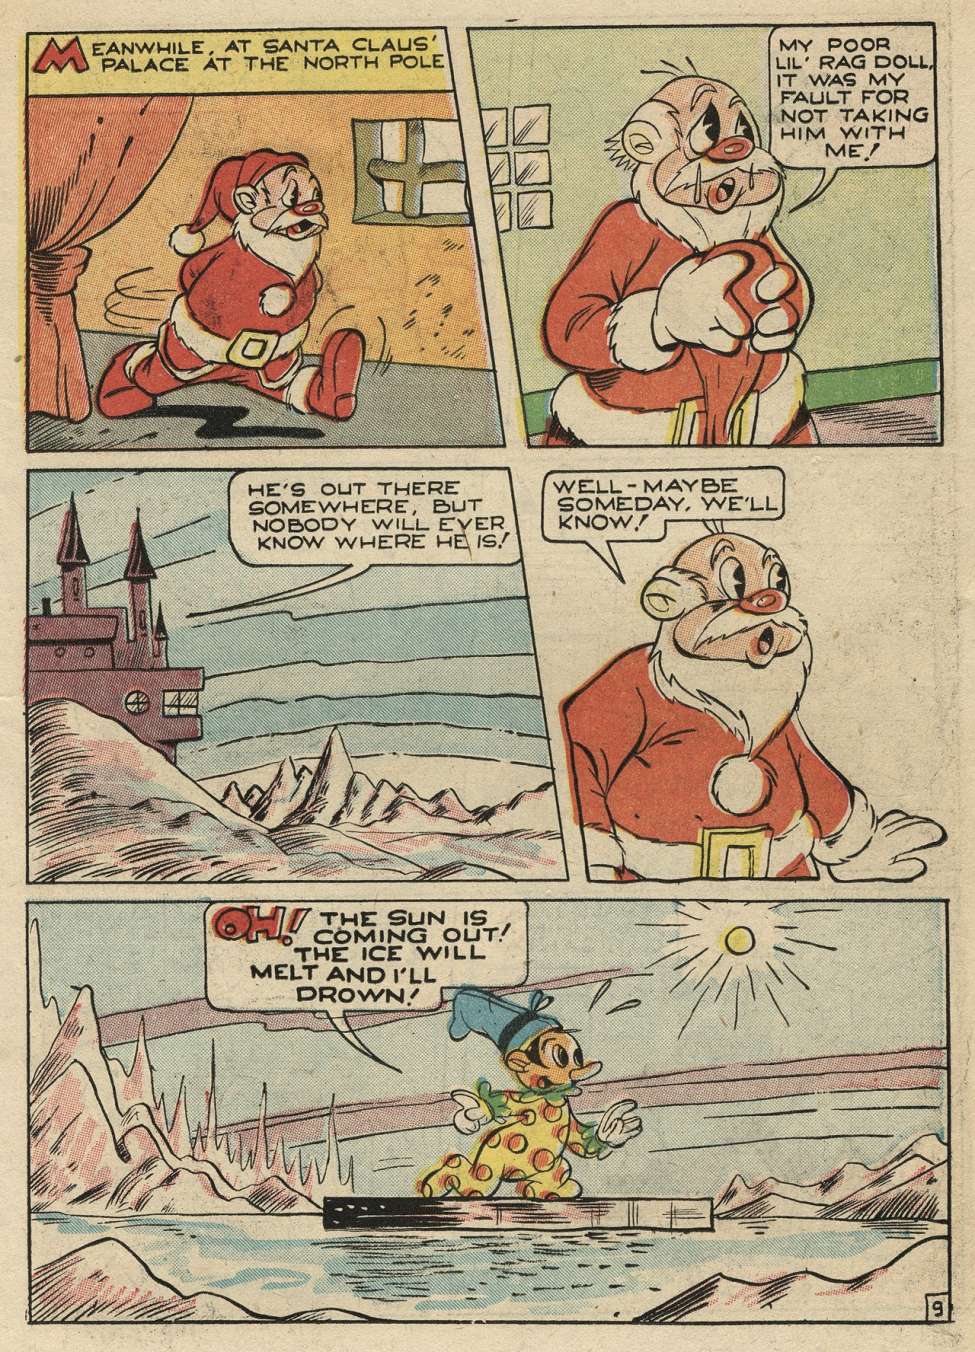 MEANWHILE, AT SANTA CLAUS'
PALACE AT THE NORTH POLE
MY POOR
LIL' RAG DOLL,
IT WAS MY
FAULT FOR
NOT TAKING
HIM WITH
ME!
HE'S OUT THERE
SOMEWHERE, BUT
NOBODY WILL EVER
KNOW WHERE HE IS!
WELL-MAYBE
SOMEDAY, WE'LL
KNOW!
OH! THE SUN IS
COMING OUT!
THE ICE WILL
MELT AND I'LL
DROWN!
9